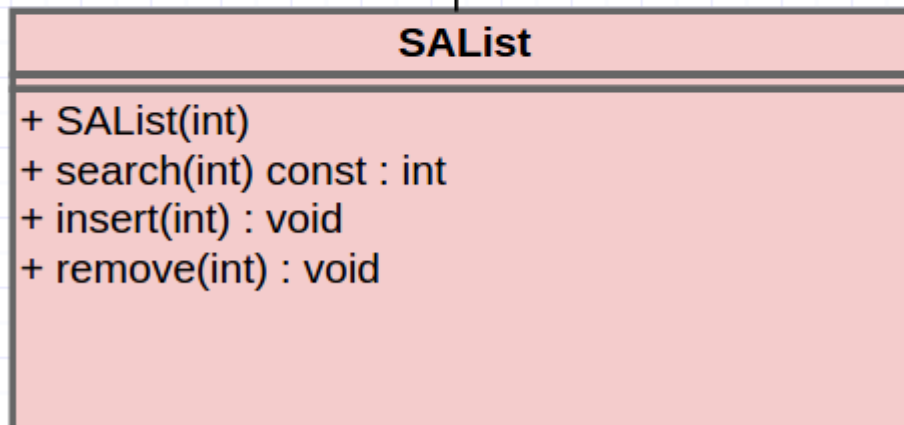 SAList
+ SAList(int)
+ search(int) const : int
+ insert(int) : void
+ remove(int) : void